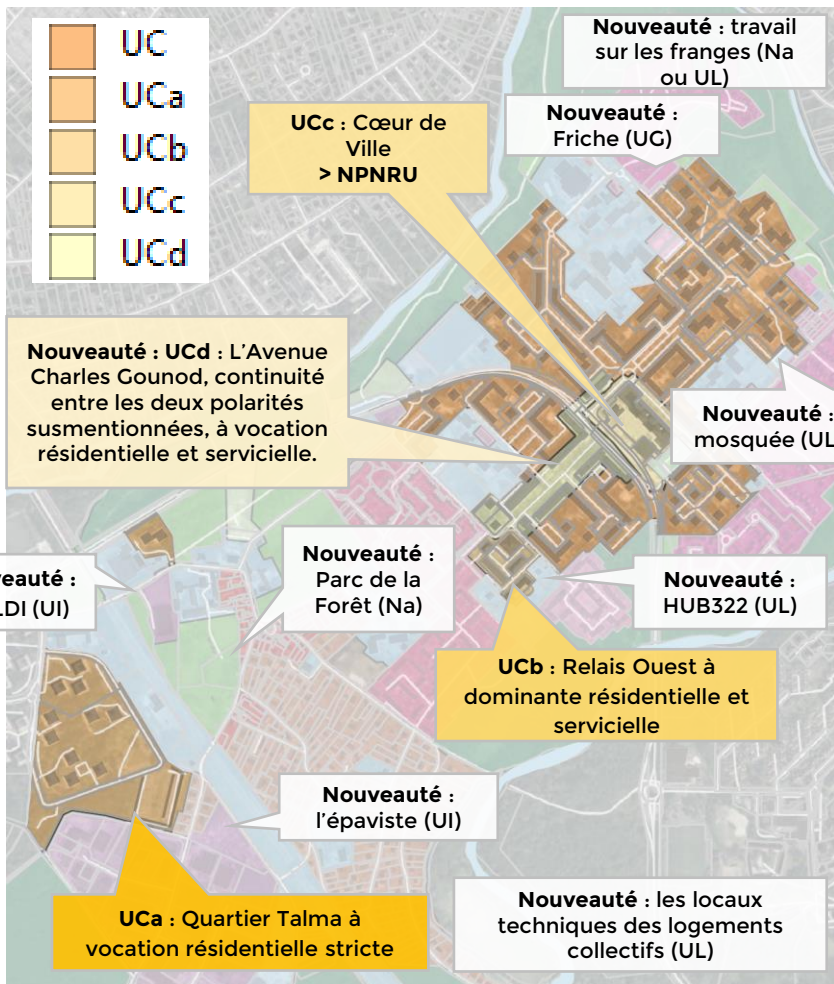 UC
UCa
UCb
UCc
UCd
Nouveauté : travail
sur les franges (Na
ou UL)
Nouveauté :
Friche (UG)
UCc : Cœur de
Ville
> NPNRU
Nouveauté : UCd : L’Avenue
Charles Gounod, continuité
entre les deux polarités
susmentionnées, à vocation
résidentielle et servicielle.
Nouveauté :
mosquée (UL
veauté :
LDI (UI)
Nouveauté :
Parc de la
Forêt (Na)
Nouveauté :
HUB322 (UL)
UCb : Relais Ouest à
dominante résidentielle et
servicielle
Nouveauté :
l’épaviste (UI)
UCa : Quartier Talma à
vocation résidentielle stricte
Nouveauté : les locaux
techniques des logements
collectifs (UL)